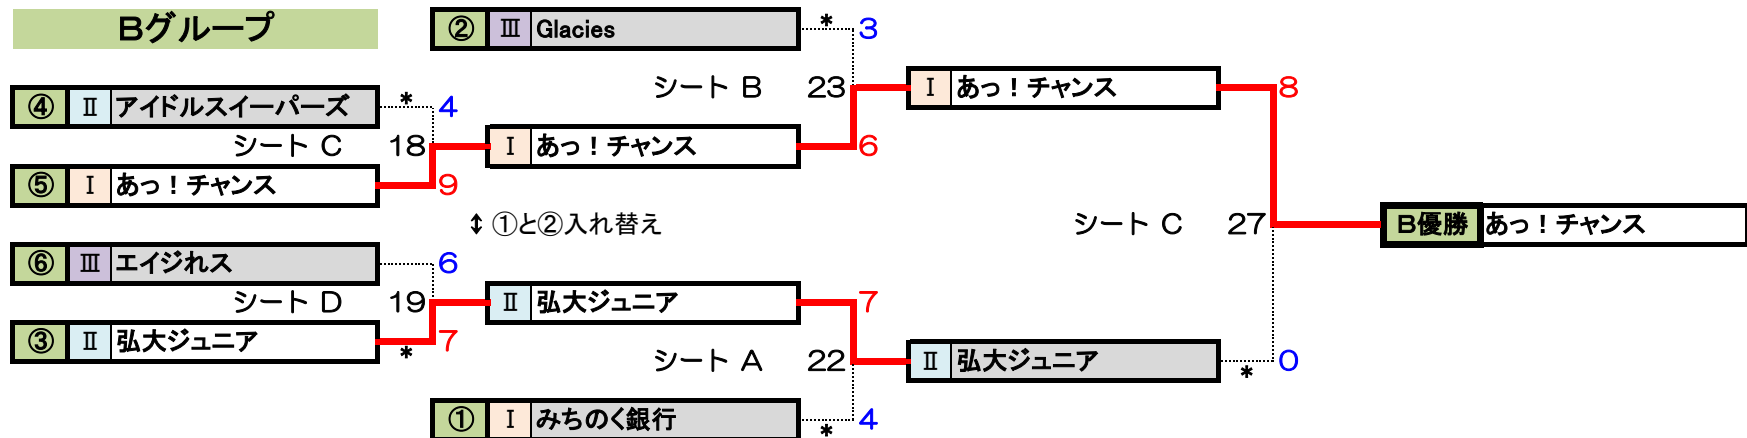 Bグループ
② Ⅲ Glacies * 3
シート B 23
Ⅰ あっ！チャンス 8
④ Ⅱ アイドルスイーパーズ * 4
シート C 18
Ⅰ あっ！チャンス 6
⑤ Ⅰ あっ！チャンス 9
↕ ①と②入れ替え
シート C 27
B優勝 あっ！チャンス
⑥ Ⅲ エイジれス 6
シート D 19
Ⅱ 弘大ジュニア 7
③ Ⅱ 弘大ジュニア * 7
シート A 22
Ⅱ 弘大ジュニア * 0
① Ⅰ みちのく銀行 * 4